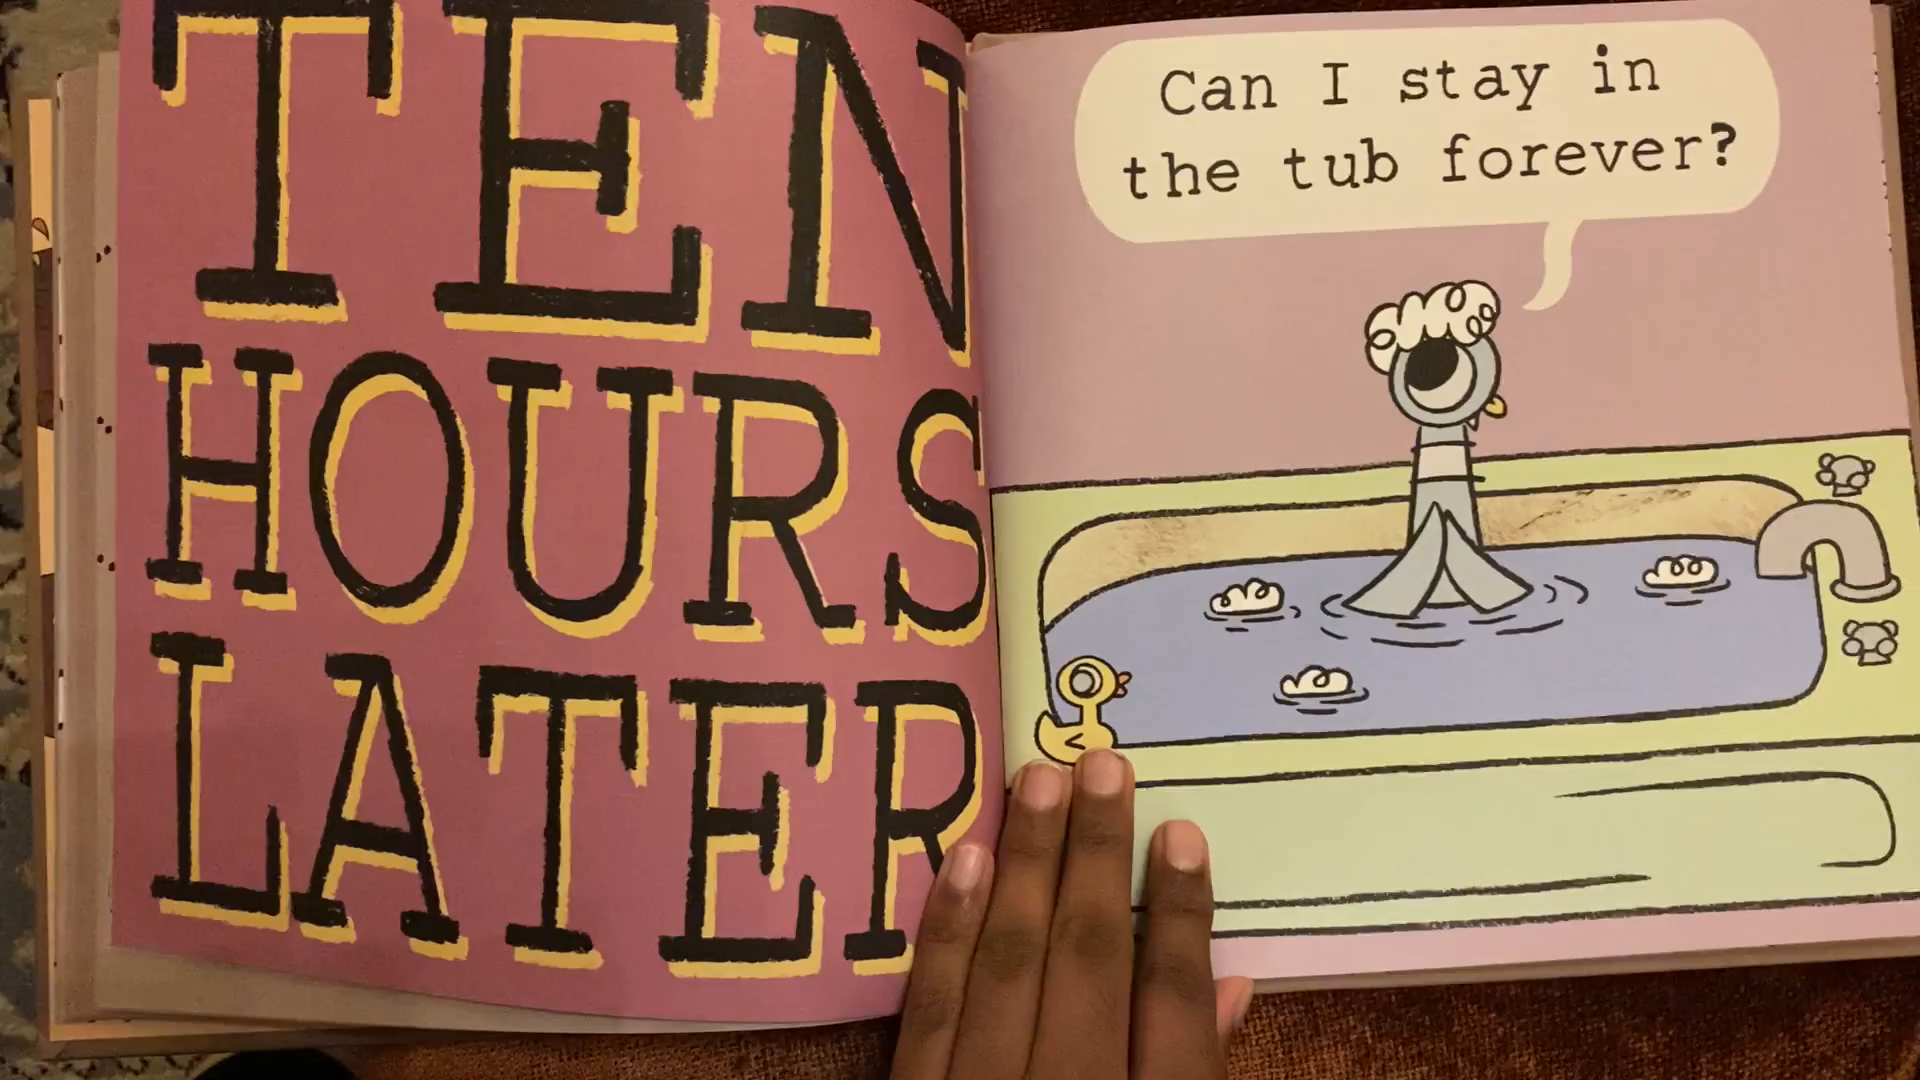 TEN
HOURS
LATER
Can I stay in
the tub forever?